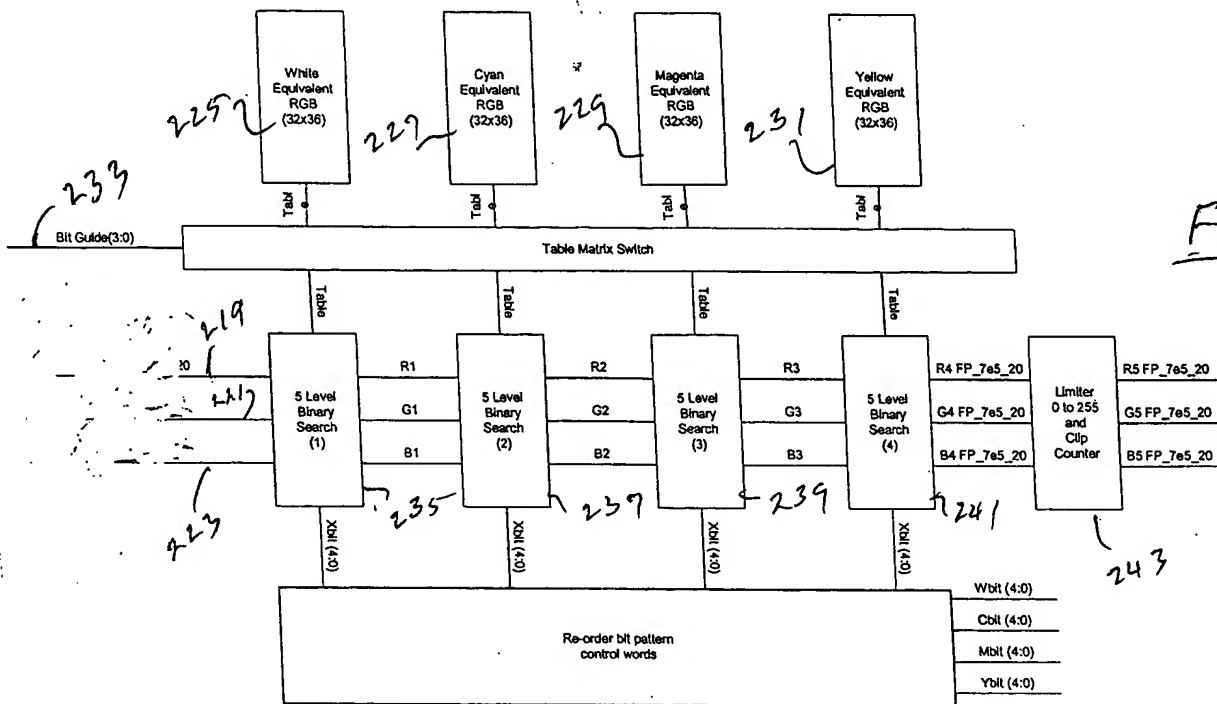 White
Equivalent
RGB
(32x36)
225
Cyan
Equivalent
RGB
(32x36)
227
Magenta
Equivalent
RGB
(32x36)
229
Yellow
Equivalent
RGB
(32x36)
231
Tabl e
Tabl e
Tabl e
Tabl e
233
Bit Guide(3:0)
Table Matrix Switch
F
Table
Table
Table
Table
219
20
221
223
5 Level
Binary
Search
(1)
235
R1
G1
B1
5 Level
Binary
Search
(2)
237
R2
G2
B2
5 Level
Binary
Search
(3)
239
R3
G3
B3
5 Level
Binary
Search
(4)
241
R4 FP_7e5_20
G4 FP_7e5_20
B4 FP_7e5_20
Limiter
0 to 255
and
Clip
Counter
243
R5 FP_7e5_20
G5 FP_7e5_20
B5 FP_7e5_20
Xbit (4:0)
Xbit (4:0)
Xbit (4:0)
Xbit (4:0)
Re-order bit pattern
control words
Wbit (4:0)
Cbit (4:0)
Mbit (4:0)
Ybit (4:0)